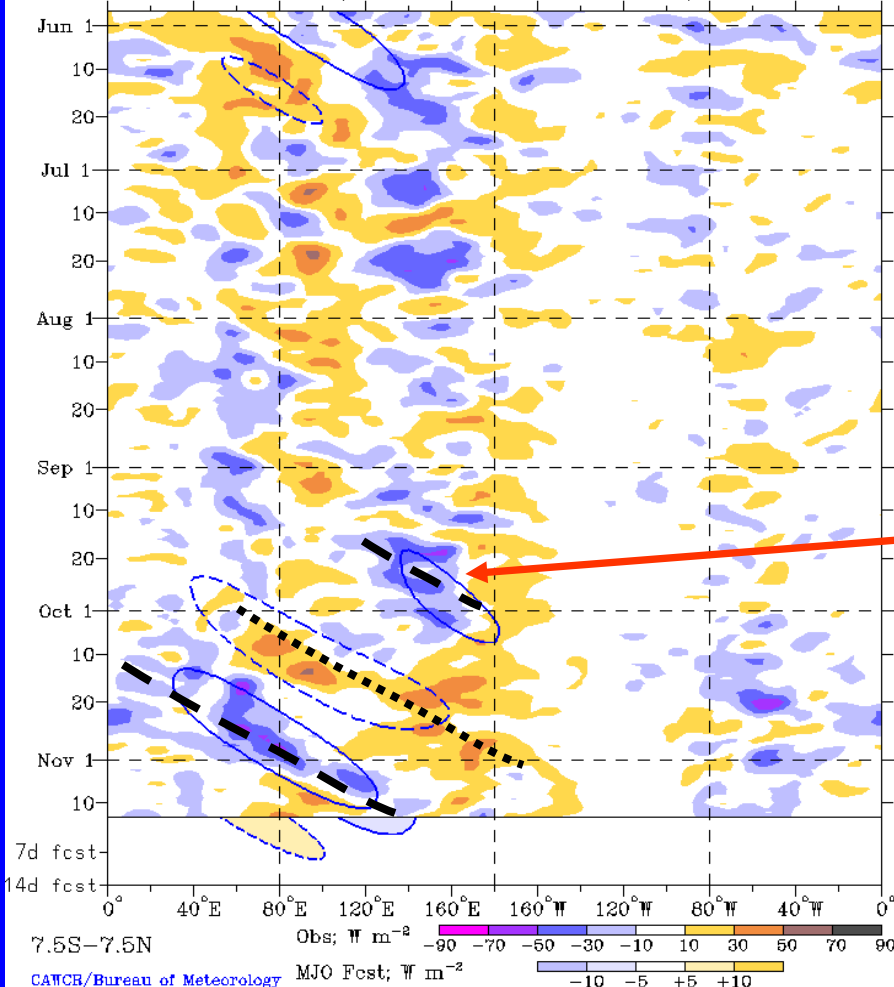 Jun 1
10
20
Jul 1
10
20
Aug 1
10
20
Sep 1
10
20
Oct 1
10
20
Nov 1
10
7d fcst
14d fcst
0° 40°E 80°E 120°E 160°E 160°W 120°W 80°W 40°W 0°
7.5S-7.5N
Obs; W m⁻²
-90 -70 -50 -30 -10 10 30 50 70 90
CAWCR/Bureau of Meteorology
MJO Fcst; W m⁻²
-10 -5 +5 +10